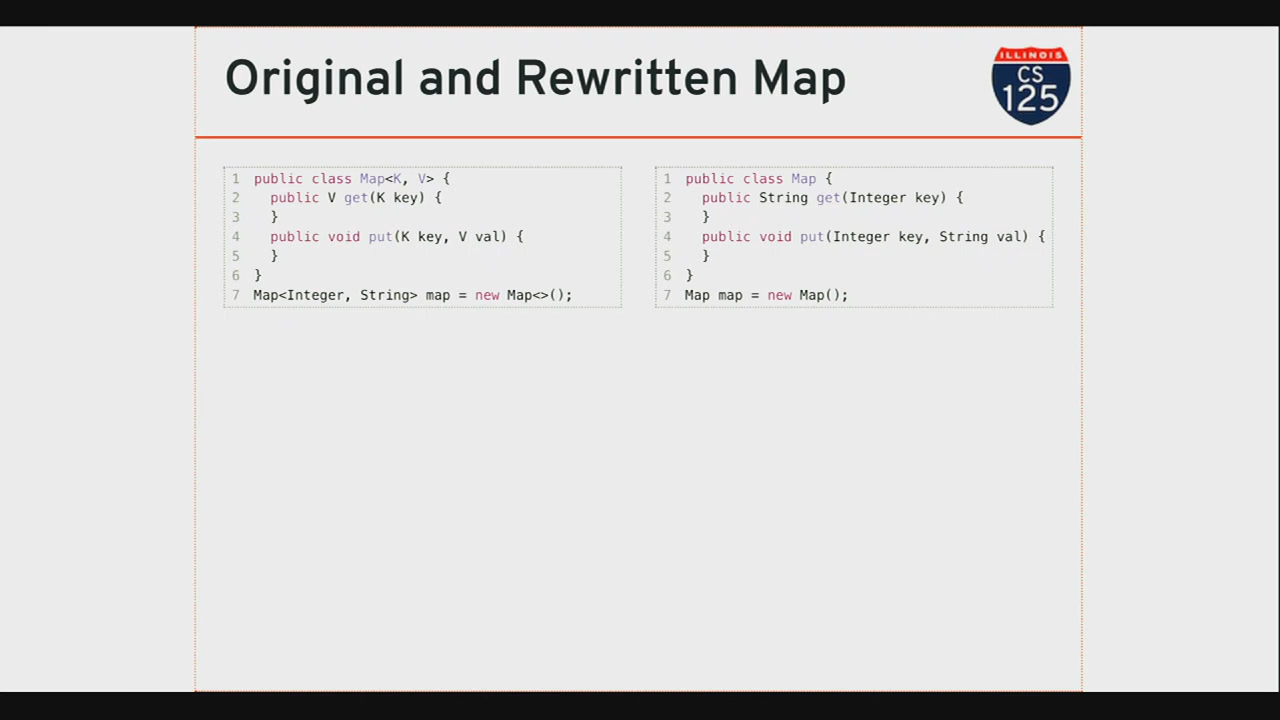 Original and Rewritten Map
ILLINOIS
CS
125
1 public class Map<K, V> {
2   public V get(K key) {
3   }
4   public void put(K key, V val) {
5   }
6 }
7 Map<Integer, String> map = new Map<>();
1 public class Map {
2   public String get(Integer key) {
3   }
4   public void put(Integer key, String val) {
5   }
6 }
7 Map map = new Map();